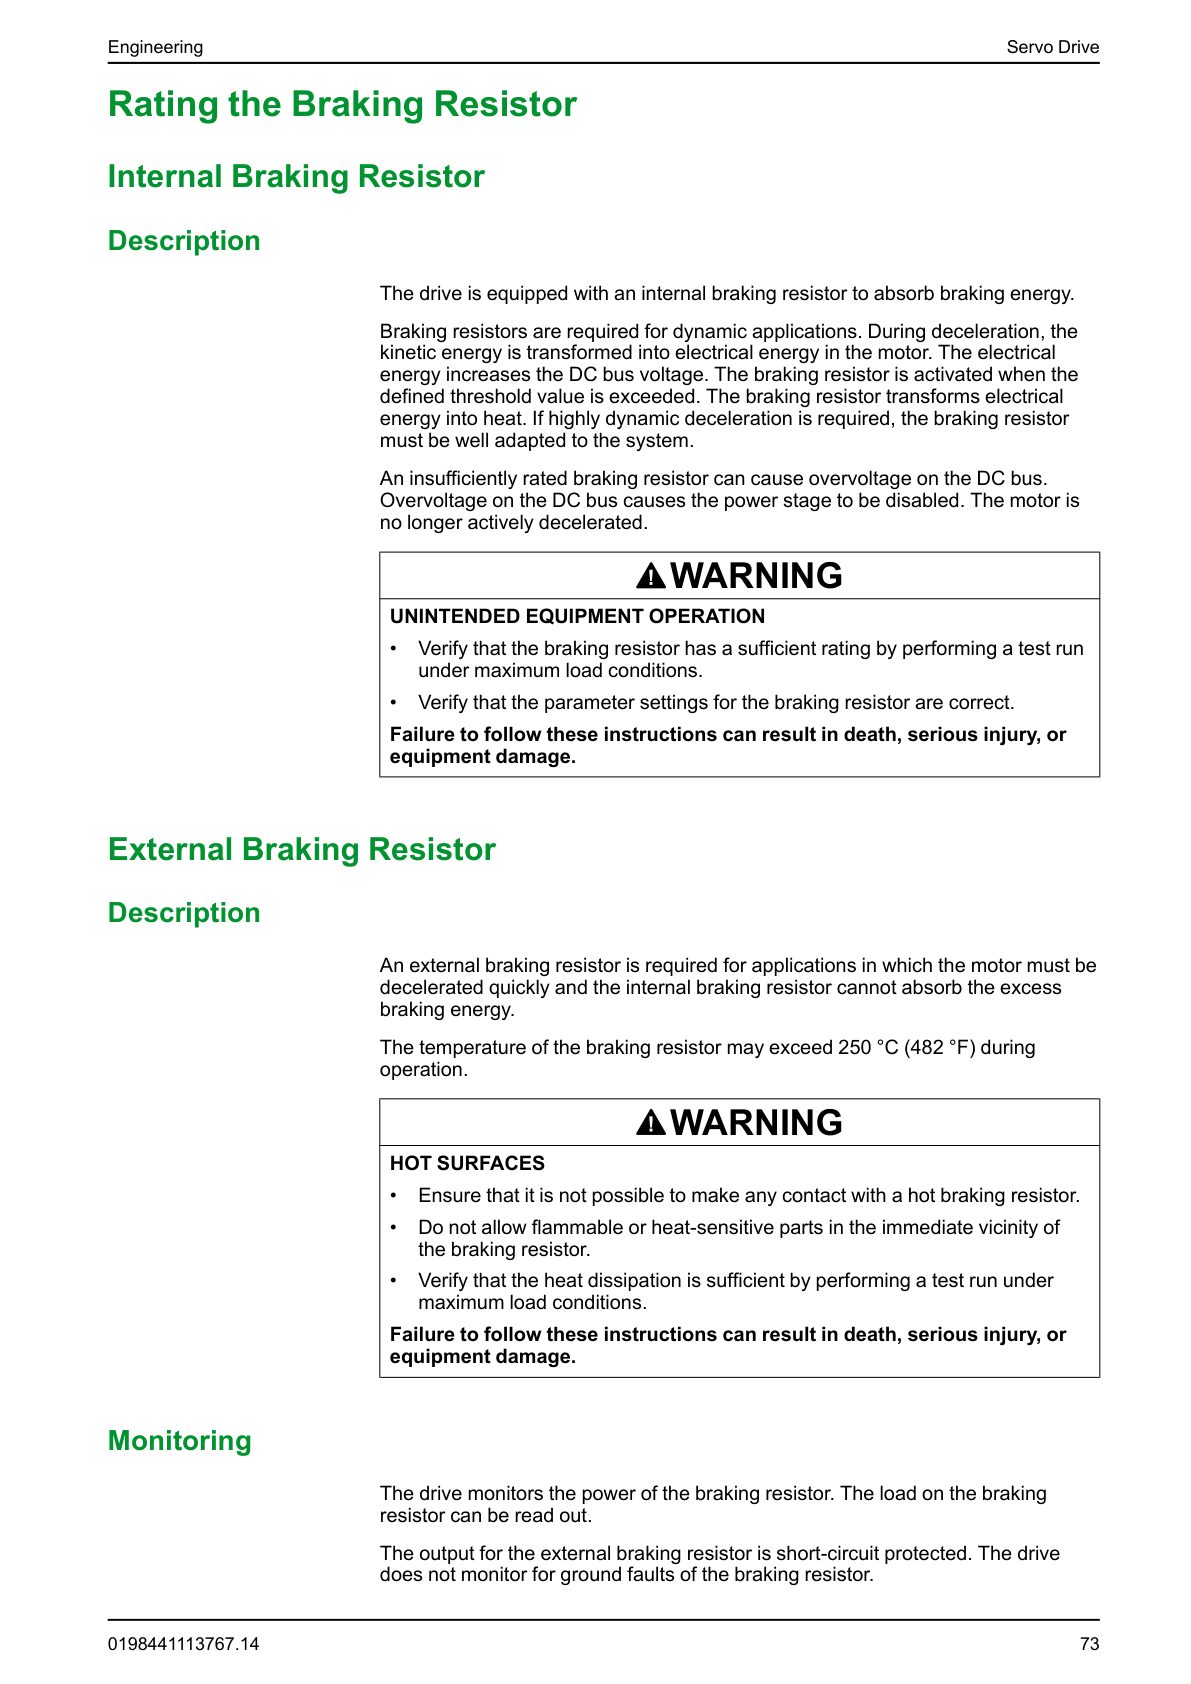 Engineering
Servo Drive
Rating the Braking Resistor
Internal Braking Resistor
Description
The drive is equipped with an internal braking resistor to absorb braking energy.
Braking resistors are required for dynamic applications. During deceleration, the
kinetic energy is transformed into electrical energy in the motor. The electrical
energy increases the DC bus voltage. The braking resistor is activated when the
defined threshold value is exceeded. The braking resistor transforms electrical
energy into heat. If highly dynamic deceleration is required, the braking resistor
must be well adapted to the system.
An insufficiently rated braking resistor can cause overvoltage on the DC bus.
Overvoltage on the DC bus causes the power stage to be disabled. The motor is
no longer actively decelerated.
WARNING
UNINTENDED EQUIPMENT OPERATION
• Verify that the braking resistor has a sufficient rating by performing a test run
under maximum load conditions.
• Verify that the parameter settings for the braking resistor are correct.
Failure to follow these instructions can result in death, serious injury, or
equipment damage.
External Braking Resistor
Description
An external braking resistor is required for applications in which the motor must be
decelerated quickly and the internal braking resistor cannot absorb the excess
braking energy.
The temperature of the braking resistor may exceed 250 °C (482 °F) during
operation.
WARNING
HOT SURFACES
• Ensure that it is not possible to make any contact with a hot braking resistor.
• Do not allow flammable or heat-sensitive parts in the immediate vicinity of
the braking resistor.
• Verify that the heat dissipation is sufficient by performing a test run under
maximum load conditions.
Failure to follow these instructions can result in death, serious injury, or
equipment damage.
Monitoring
The drive monitors the power of the braking resistor. The load on the braking
resistor can be read out.
The output for the external braking resistor is short-circuit protected. The drive
does not monitor for ground faults of the braking resistor.
0198441113767.14
73